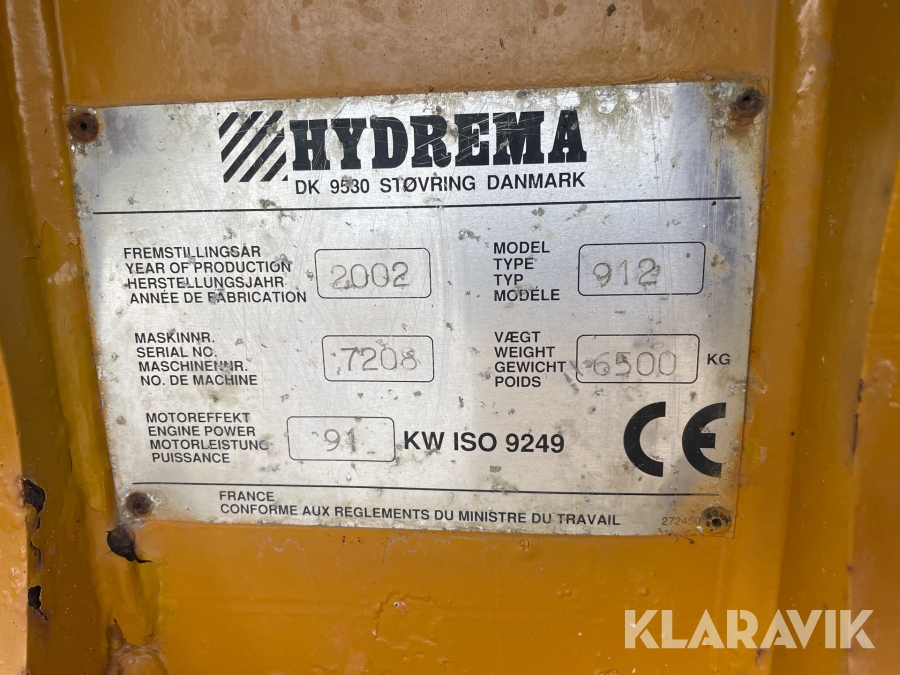 HYDREMA
DK 9530 STØVRING DANMARK
FREMSTILLINGSÅR
YEAR OF PRODUCTION
HERSTELLUNGSJAHR
ANNÉE DE FABRICATION
2002
MODEL
TYPE
TYP
MODÈLE
912
MASKINNR.
SERIAL NO.
MASCHINENNR.
NO. DE MACHINE
7208
VÆGT
WEIGHT
GEWICHT
POIDS
6500 KG
MOTOREFFEKT
ENGINE POWER
MOTORLEISTUNG
PUISSANCE
91 KW ISO 9249
CE
FRANCE
CONFORME AUX REGLEMENTS DU MINISTRE DU TRAVAIL
KLARAVIK